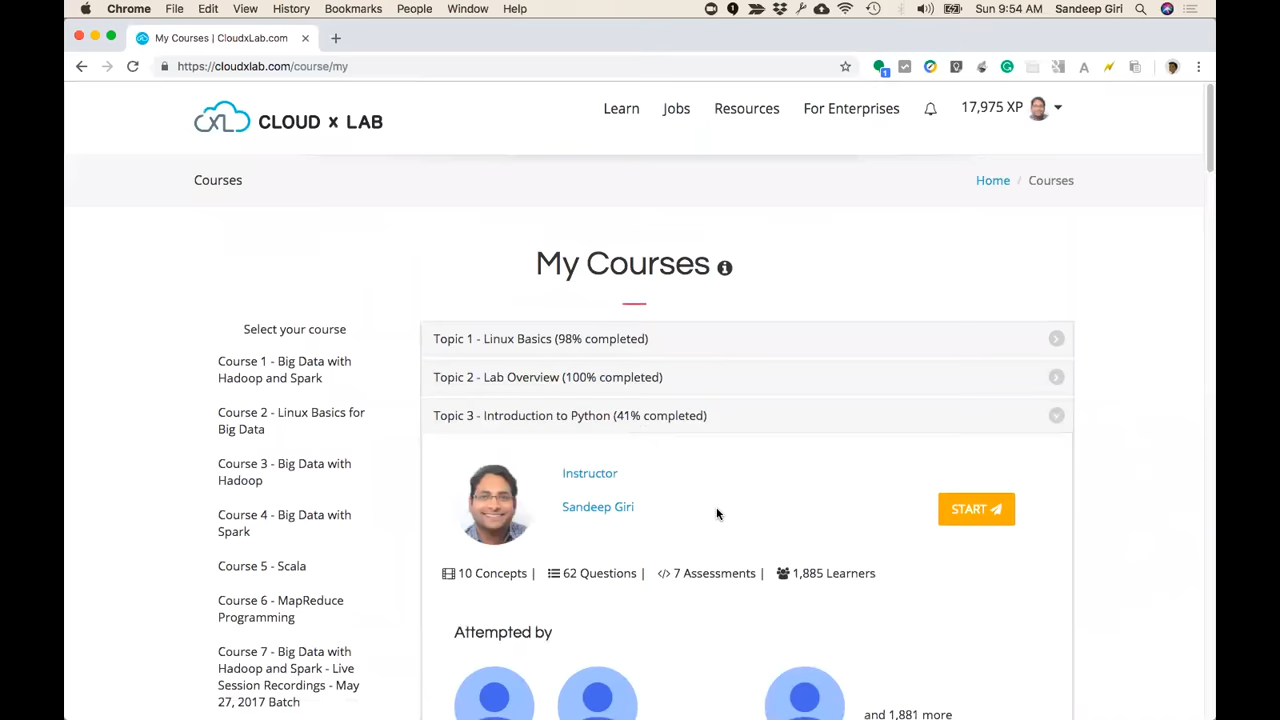 Chrome File Edit View History Bookmarks People Window Help Sun 9:54 AM Sandeep Giri
My Courses | CloudxLab.com
https://cloudxlab.com/course/my
1
CLOUD x LAB
Learn Jobs Resources For Enterprises 17,975 XP
Courses
Home / Courses
My Courses
Select your course
Course 1 - Big Data with
Hadoop and Spark
Course 2 - Linux Basics for
Big Data
Course 3 - Big Data with
Hadoop
Course 4 - Big Data with
Spark
Course 5 - Scala
Course 6 - MapReduce
Programming
Course 7 - Big Data with
Hadoop and Spark - Live
Session Recordings - May
27, 2017 Batch
Topic 1 - Linux Basics (98% completed)
Topic 2 - Lab Overview (100% completed)
Topic 3 - Introduction to Python (41% completed)
Instructor
Sandeep Giri
START
10 Concepts | 62 Questions | 7 Assessments | 1,885 Learners
Attempted by
and 1,881 more